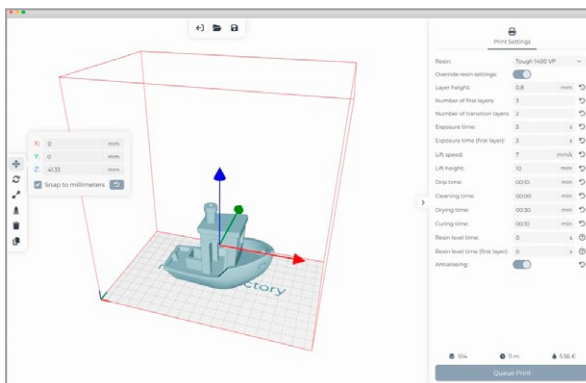 Print Settings
Resin: Tough 1400 VP
Override resin settings:
Layer height: 0.8 mm
Number of first layers: 3
Number of transition layers: 2
Exposure time: 3 s
Exposure time (first layer): 3 s
Lift speed: 7 mm/s
Lift height: 10 mm
Drip time: 00:10
Cleaning time: 00:00
Drying time: 00:30
Curing time: 00:10
Resin level time: 0 s
Resin level time (first layer): 0 s
Antialiasing:
X: 0 mm
Y: 0 mm
Z: 41.33 mm
Snap to millimeters
ctory
104 11 m 5.56 €
Queue Print